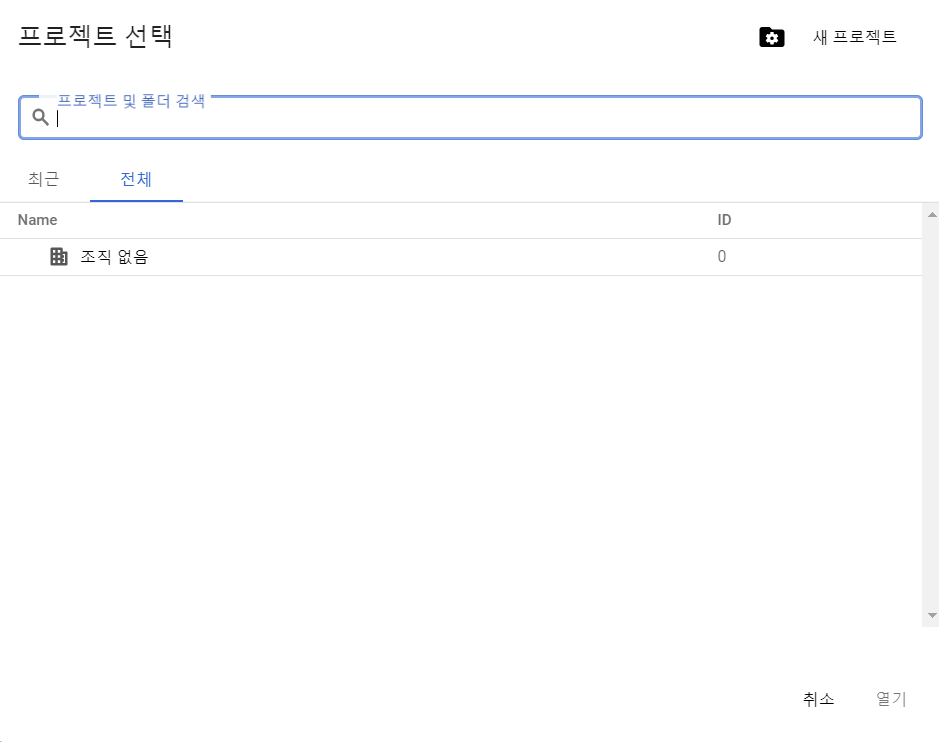 프로젝트 선택
새 프로젝트
프로젝트 및 폴더 검색
최근 전체
Name ID
조직 없음 0
취소 열기